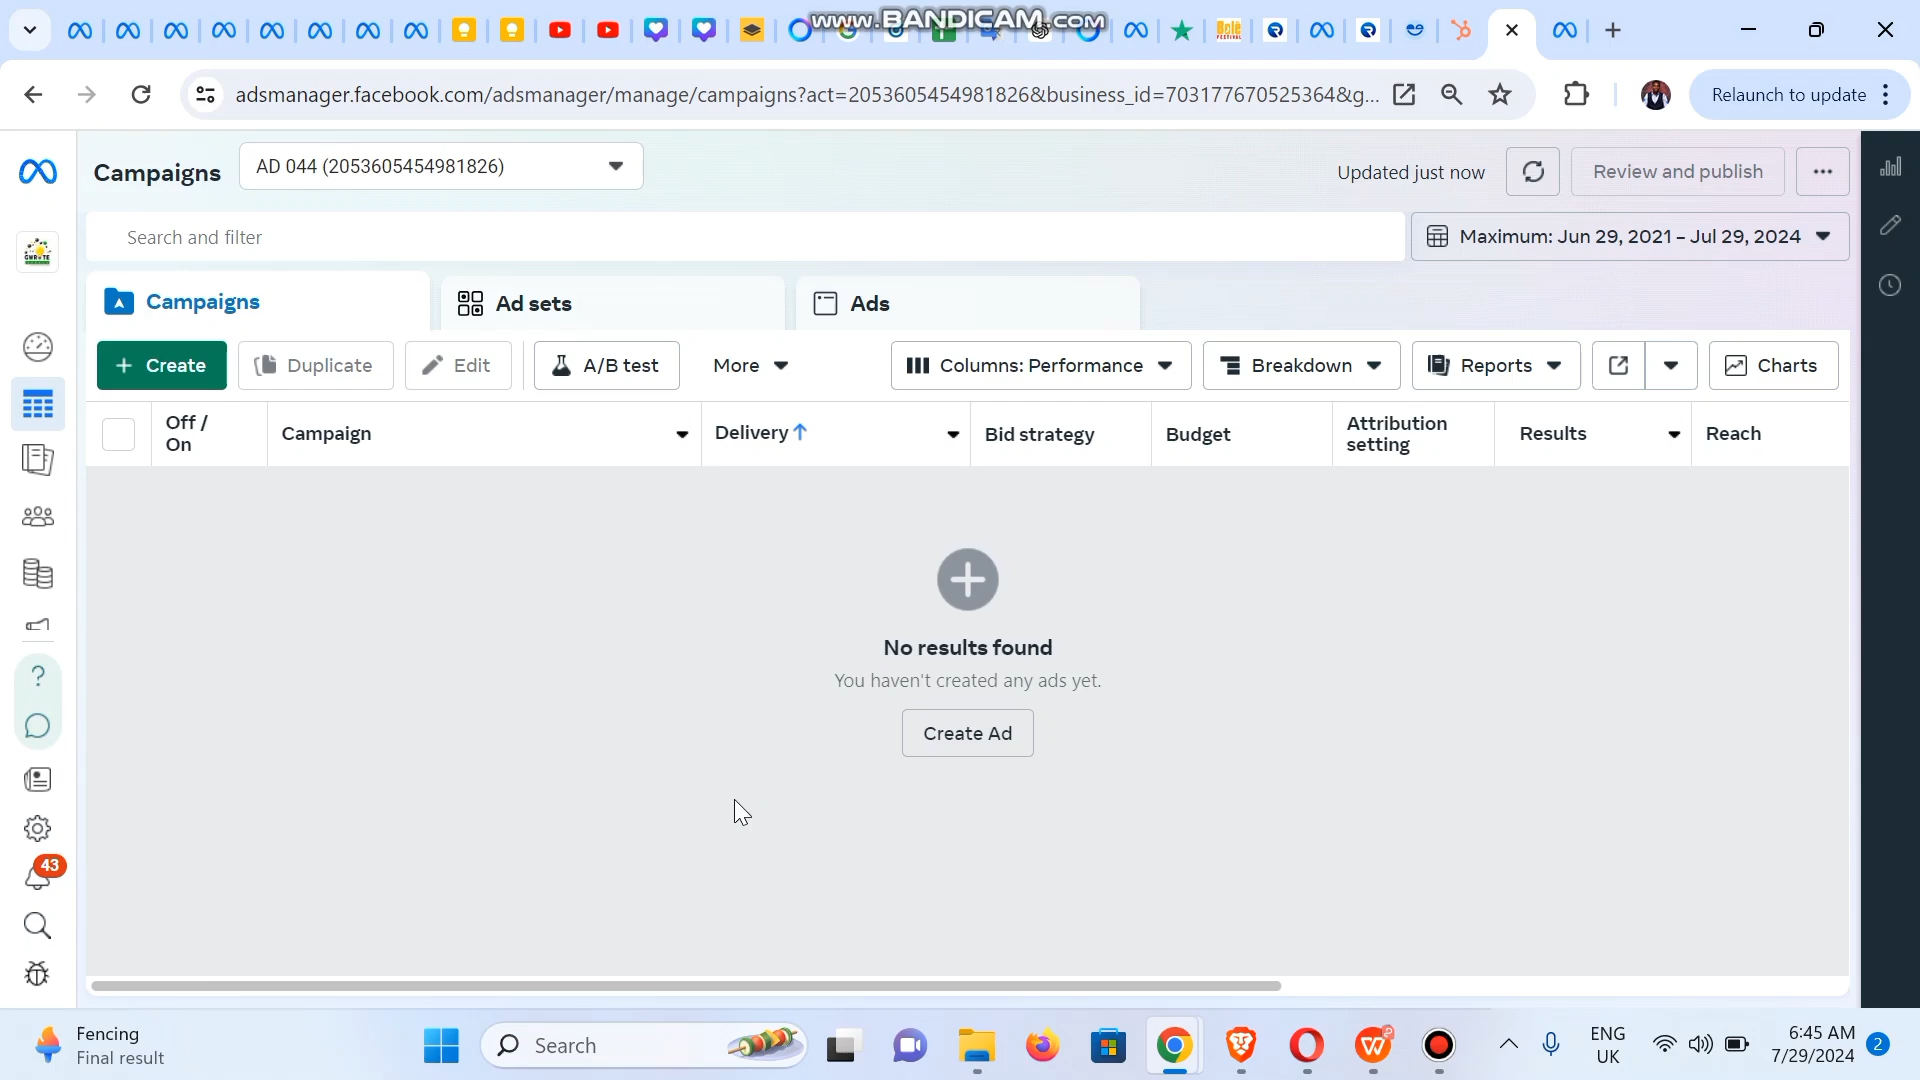 www.BANDICAM.com
adsmanager.facebook.com/adsmanager/manage/campaigns?act=2053605454981826&business_id=703177670525364&g...
Relaunch to update
Campaigns
AD 044 (2053605454981826)
Updated just now
Review and publish
Search and filter
Maximum: Jun 29, 2021 – Jul 29, 2024
Campaigns
Ad sets
Ads
+ Create
Duplicate
Edit
A/B test
More
Columns: Performance
Breakdown
Reports
Charts
Off /
On
Campaign
Delivery↑
Bid strategy
Budget
Attribution
setting
Results
Reach
No results found
You haven't created any ads yet.
Create Ad
43
Fencing
Final result
Search
ENG
UK
6:45 AM
7/29/2024
2